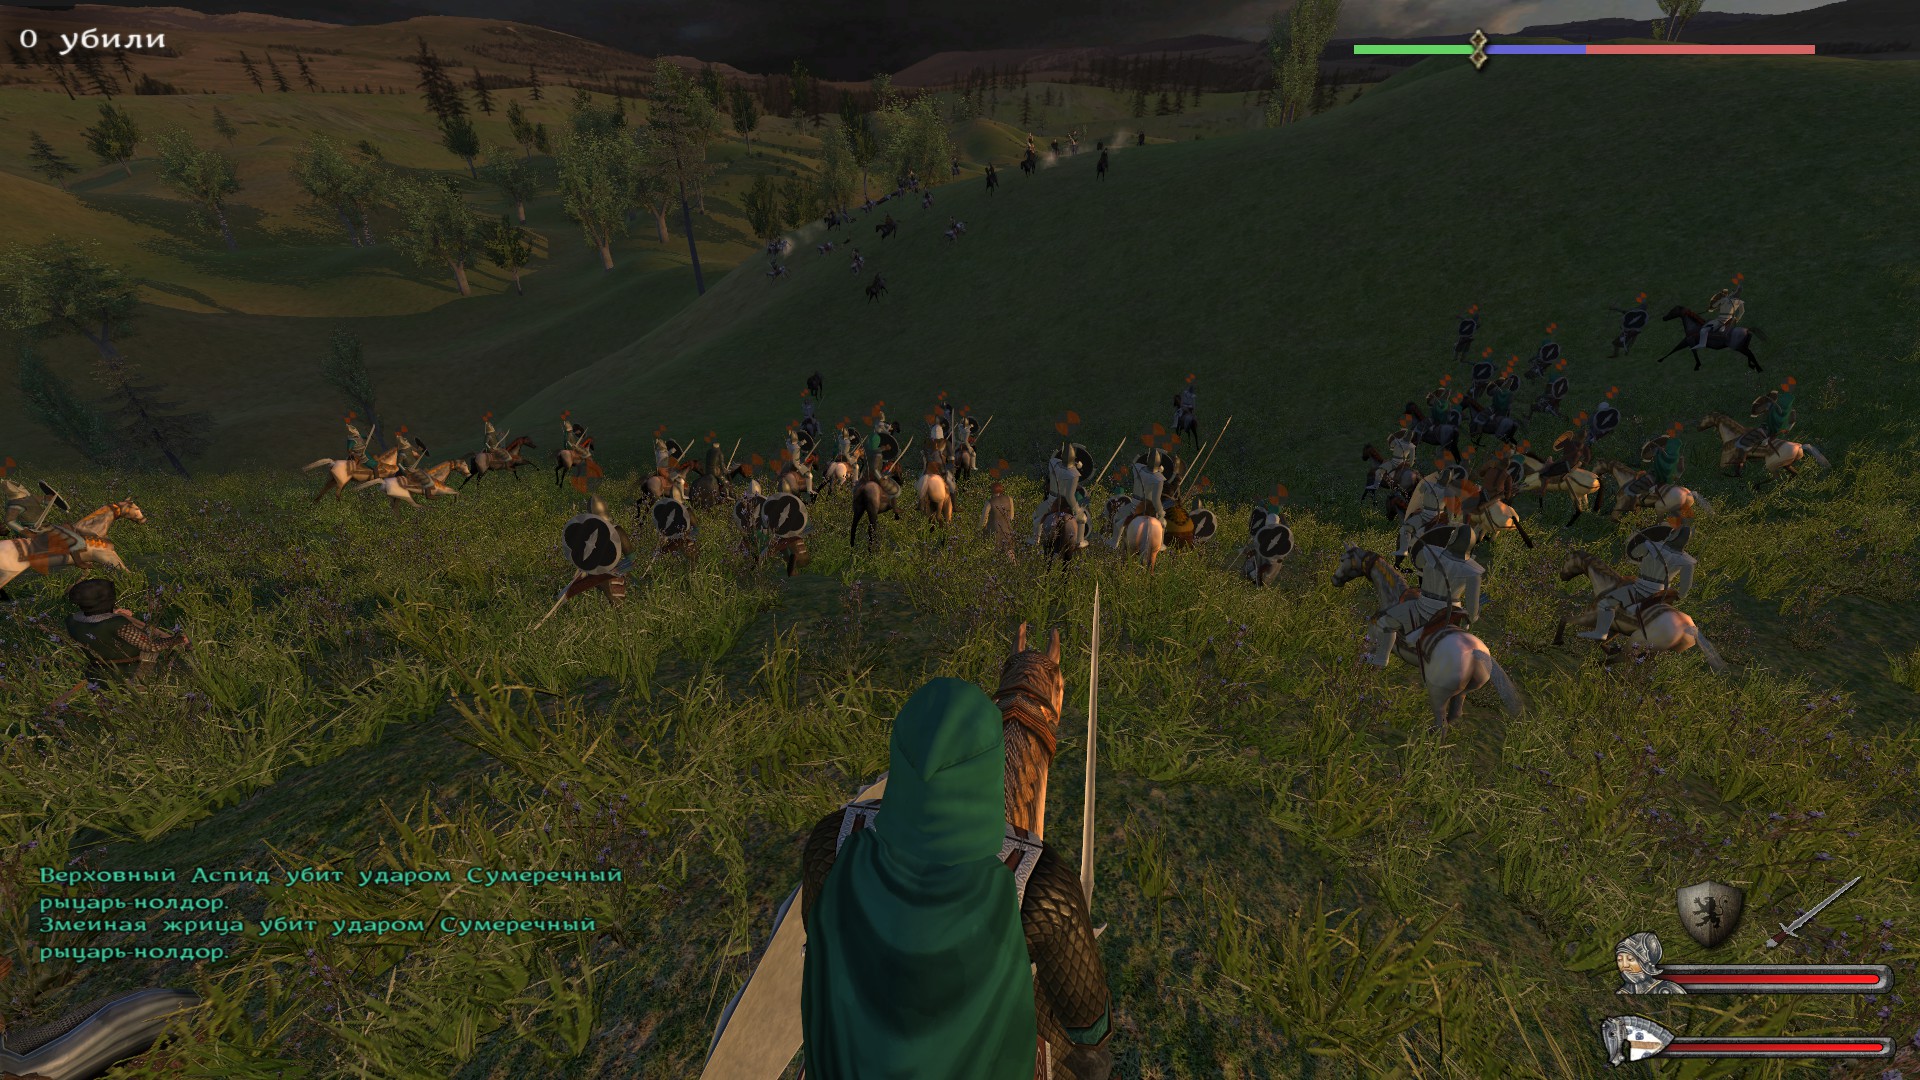 0 убили
Верховный Аспид убит ударом Сумеречный
рыцарь-нолдор.
Змеиная жрица убит ударом Сумеречный
рыцарь-нолдор.